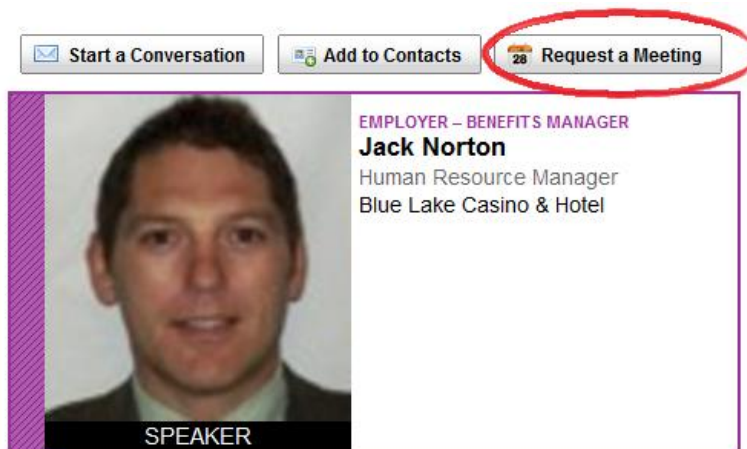 Start a Conversation
Add to Contacts
28 Request a Meeting
EMPLOYER – BENEFITS MANAGER
Jack Norton
Human Resource Manager
Blue Lake Casino & Hotel
SPEAKER